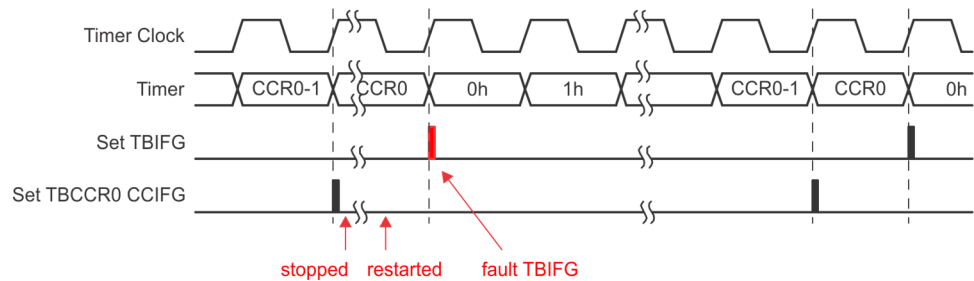 Timer Clock
Timer CCR0-1 CCR0 0h 1h CCR0-1 CCR0 0h
Set TBIFG
Set TBCCR0 CCIFG
stopped restarted fault TBIFG